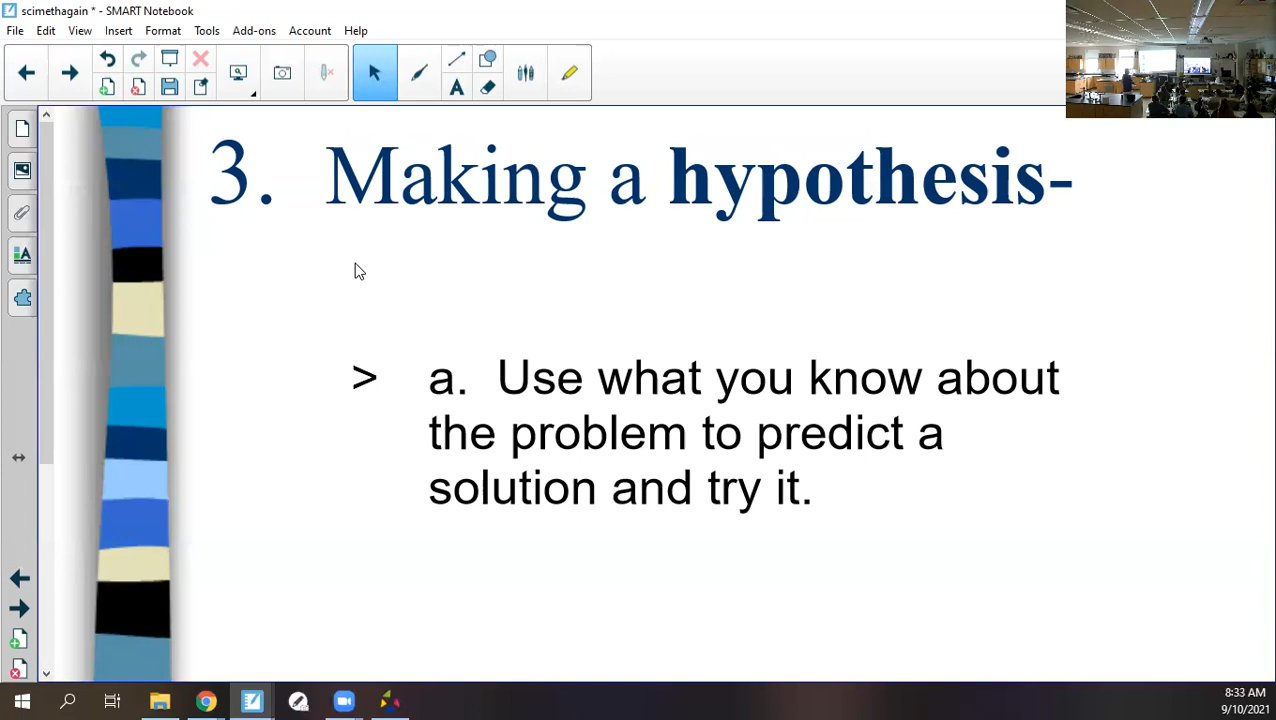 scimethagain * - SMART Notebook
File Edit View Insert Format Tools Add-ons Account Help
3. Making a hypothesis-
> a. Use what you know about
the problem to predict a
solution and try it.
8:33 AM
9/10/2021